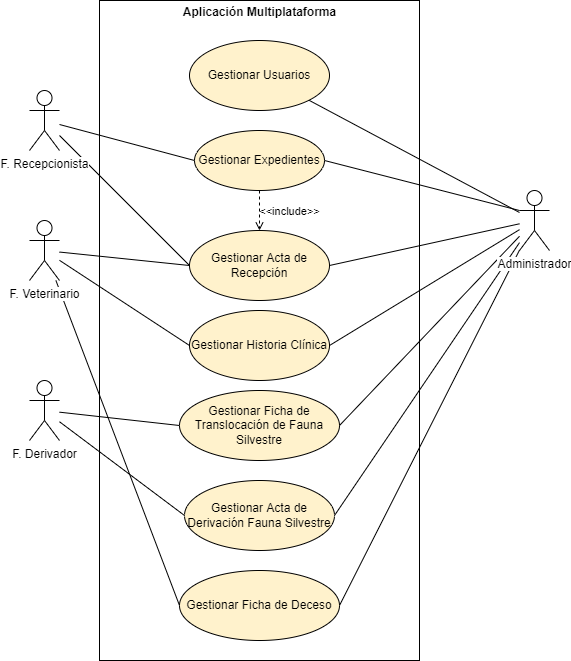 Aplicación Multiplataforma
Gestionar Usuarios
F. Recepcionista
Gestionar Expedientes
<<include>>
Gestionar Acta de
Recepción
Administrador
F. Veterinario
Gestionar Historia Clínica
Gestionar Ficha de
Translocación de Fauna
Silvestre
F. Derivador
Gestionar Acta de
Derivación Fauna Silvestre
Gestionar Ficha de Deceso